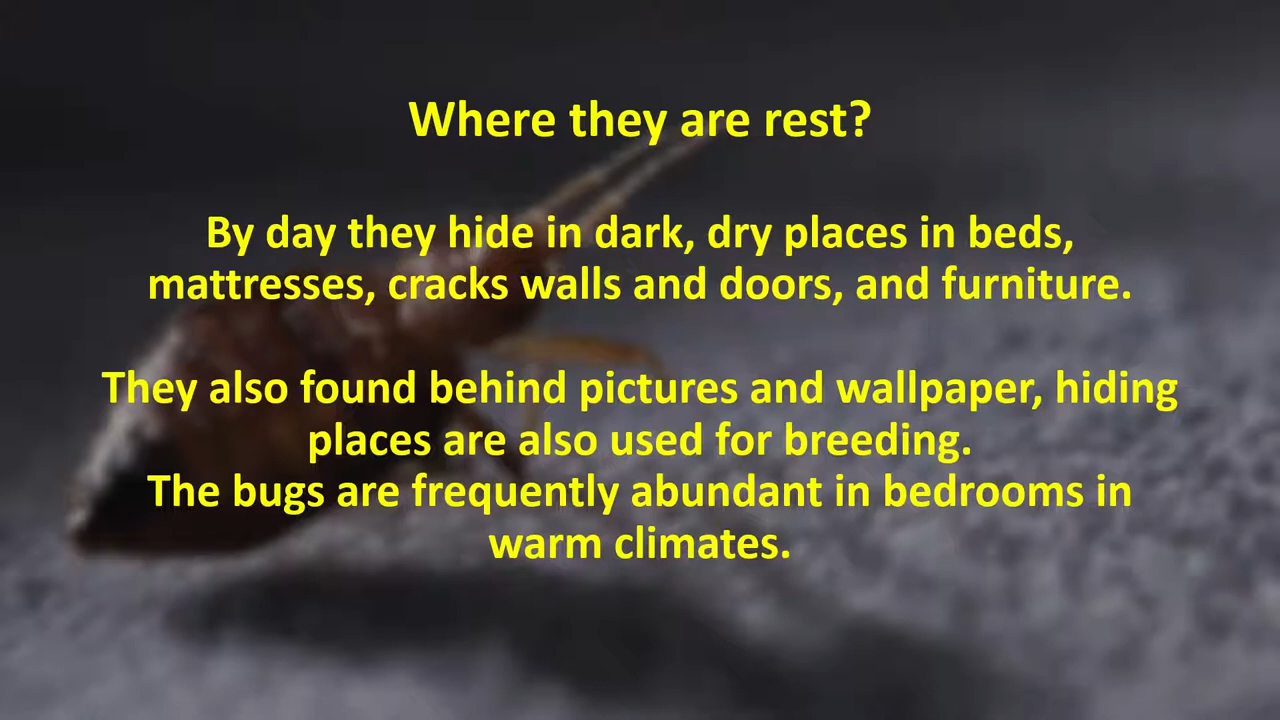 Where they are rest?
By day they hide in dark, dry places in beds,
mattresses, cracks walls and doors, and furniture.
They also found behind pictures and wallpaper, hiding
places are also used for breeding.
The bugs are frequently abundant in bedrooms in
warm climates.